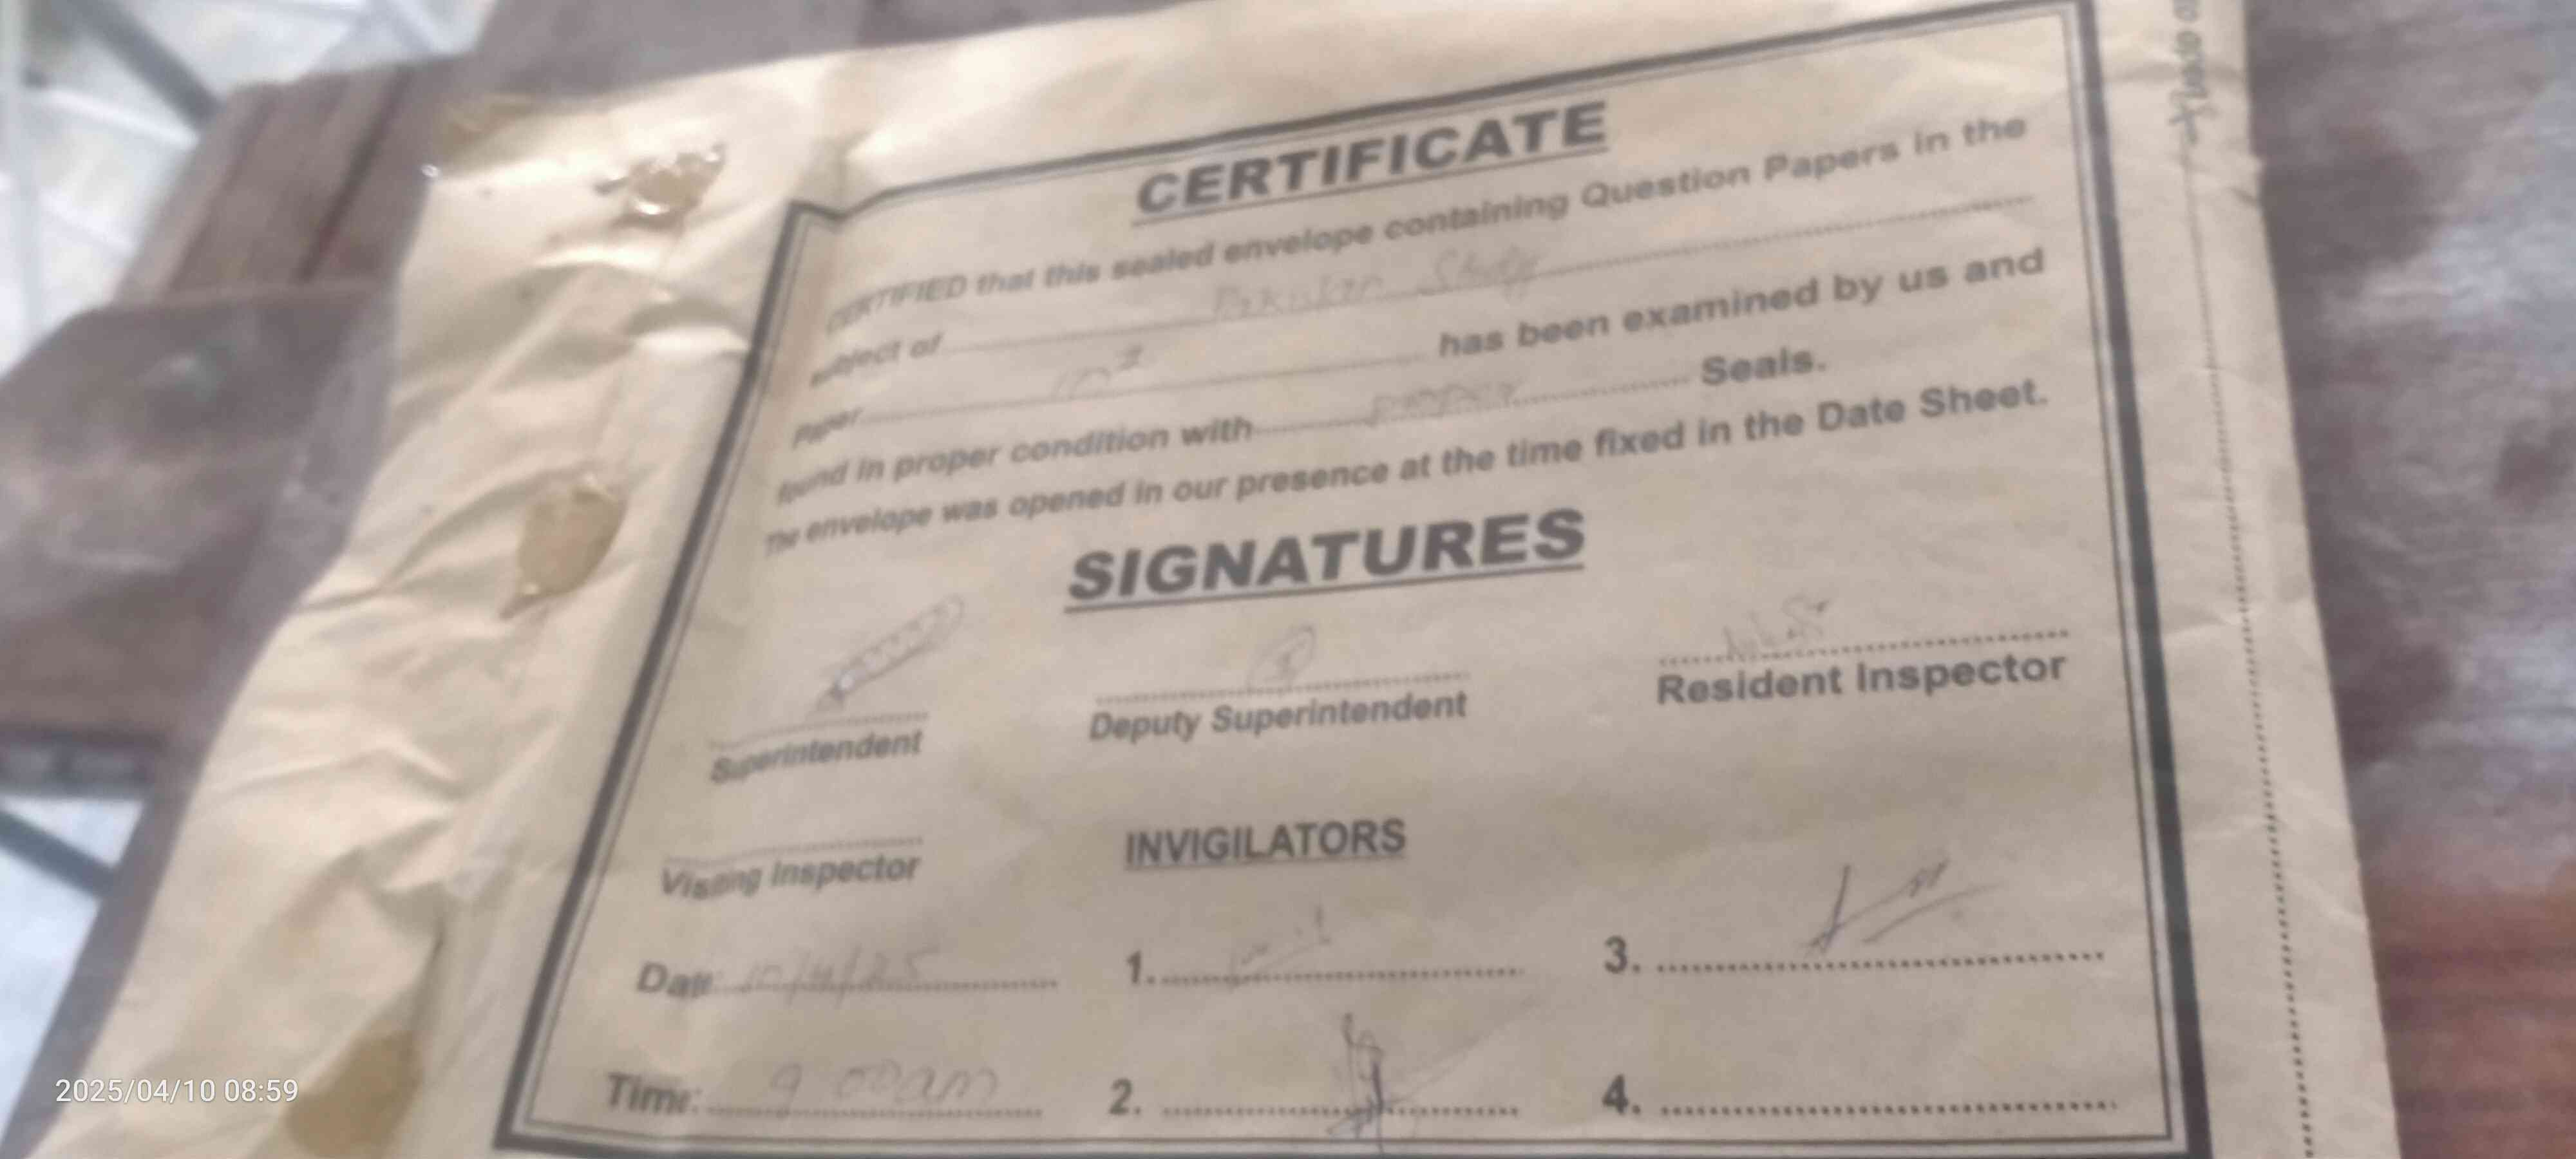 CERTIFICATE
CERTIFIED that this sealed envelope containing Question Papers in the
subject of Pakistan Study
Paper has been examined by us and
found in proper condition with proper Seals.
The envelope was opened in our presence at the time fixed in the Date Sheet.
SIGNATURES
Superintendent
Deputy Superintendent
Resident Inspector
Visiting Inspector
INVIGILATORS
Date: 10/4/25
1.
3.
Time: 9:00am
2.
4.
2025/04/10 08:59